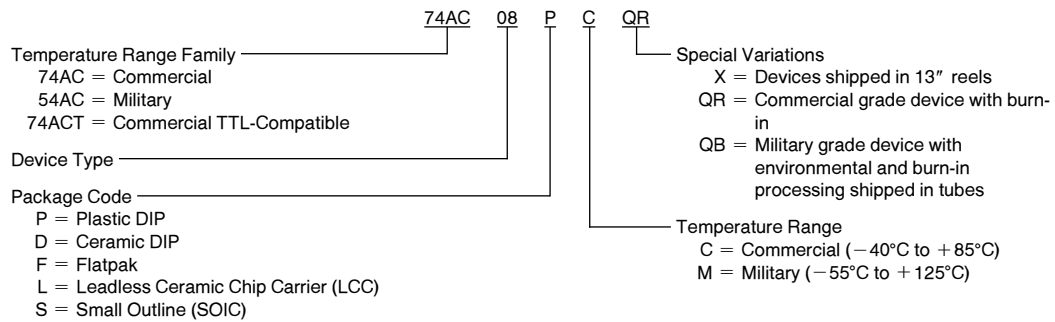 74AC 08 P C QR
Temperature Range Family
74AC = Commercial
54AC = Military
74ACT = Commercial TTL-Compatible
Device Type
Package Code
P = Plastic DIP
D = Ceramic DIP
F = Flatpak
L = Leadless Ceramic Chip Carrier (LCC)
S = Small Outline (SOIC)
Special Variations
X = Devices shipped in 13″ reels
QR = Commercial grade device with burn-
in
QB = Military grade device with
environmental and burn-in
processing shipped in tubes
Temperature Range
C = Commercial (−40°C to +85°C)
M = Military (−55°C to +125°C)